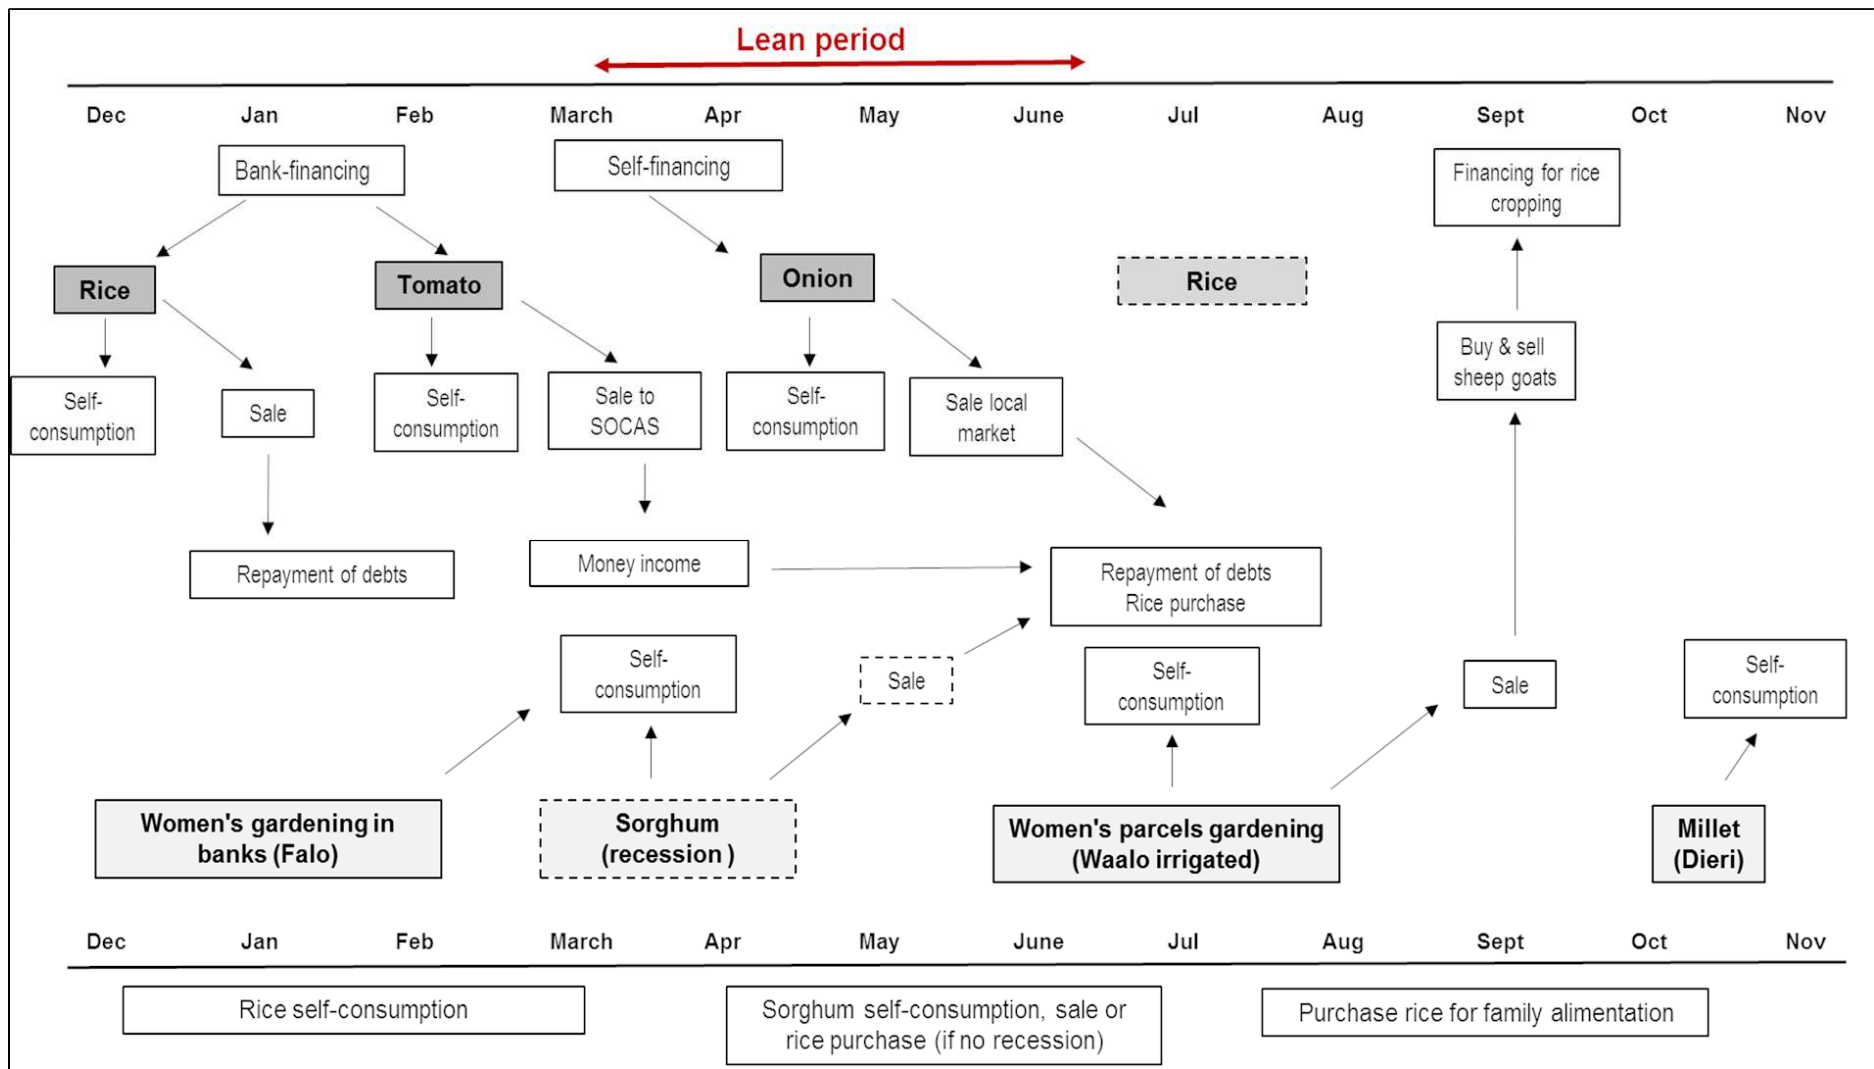 Lean period
Dec Jan Feb March Apr May June Jul Aug Sept Oct Nov
Bank-financing
Self-financing
Financing for rice
cropping
Rice
Tomato
Onion
Rice
Buy & sell
sheep goats
Self-
consumption
Sale
Self-
consumption
Sale to
SOCAS
Self-
consumption
Sale local
market
Repayment of debts
Money income
Repayment of debts
Rice purchase
Self-
consumption
Sale
Self-
consumption
Sale
Self-
consumption
Women's gardening in
banks (Falo)
Sorghum
(recession )
Women's parcels gardening
(Waalo irrigated)
Millet
(Dieri)
Dec Jan Feb March Apr May June Jul Aug Sept Oct Nov
Rice self-consumption
Sorghum self-consumption, sale or
rice purchase (if no recession)
Purchase rice for family alimentation